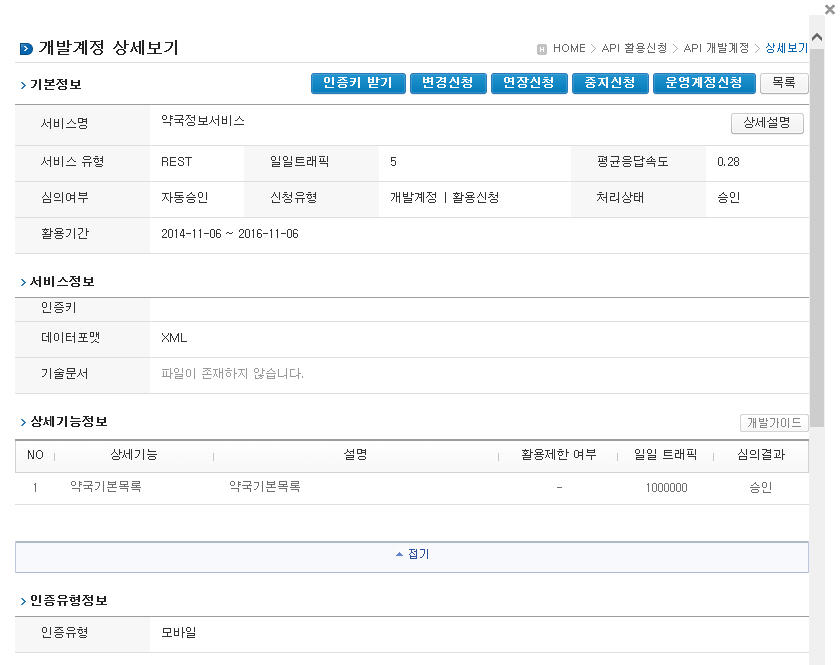 개발계정 상세보기
HOME > API 활용신청 > API 개발계정 > 상세보기
기본정보 인증키 받기 변경신청 연장신청 중지신청 운영계정신청 목록
서비스명 약국정보서비스 상세설명
서비스 유형 REST 일일트래픽 5 평균응답속도 0.28
심의여부 자동승인 신청유형 개발계정 | 활용신청 처리상태 승인
활용기간 2014-11-06 ~ 2016-11-06
서비스정보
인증키
데이터포맷 XML
기술문서 파일이 존재하지 않습니다.
상세기능정보 개발가이드
NO 상세기능 설명 활용제한 여부 일일 트래픽 심의결과
1 약국기본목록 약국기본목록 - 1000000 승인
접기
인증유형정보
인증유형 모바일